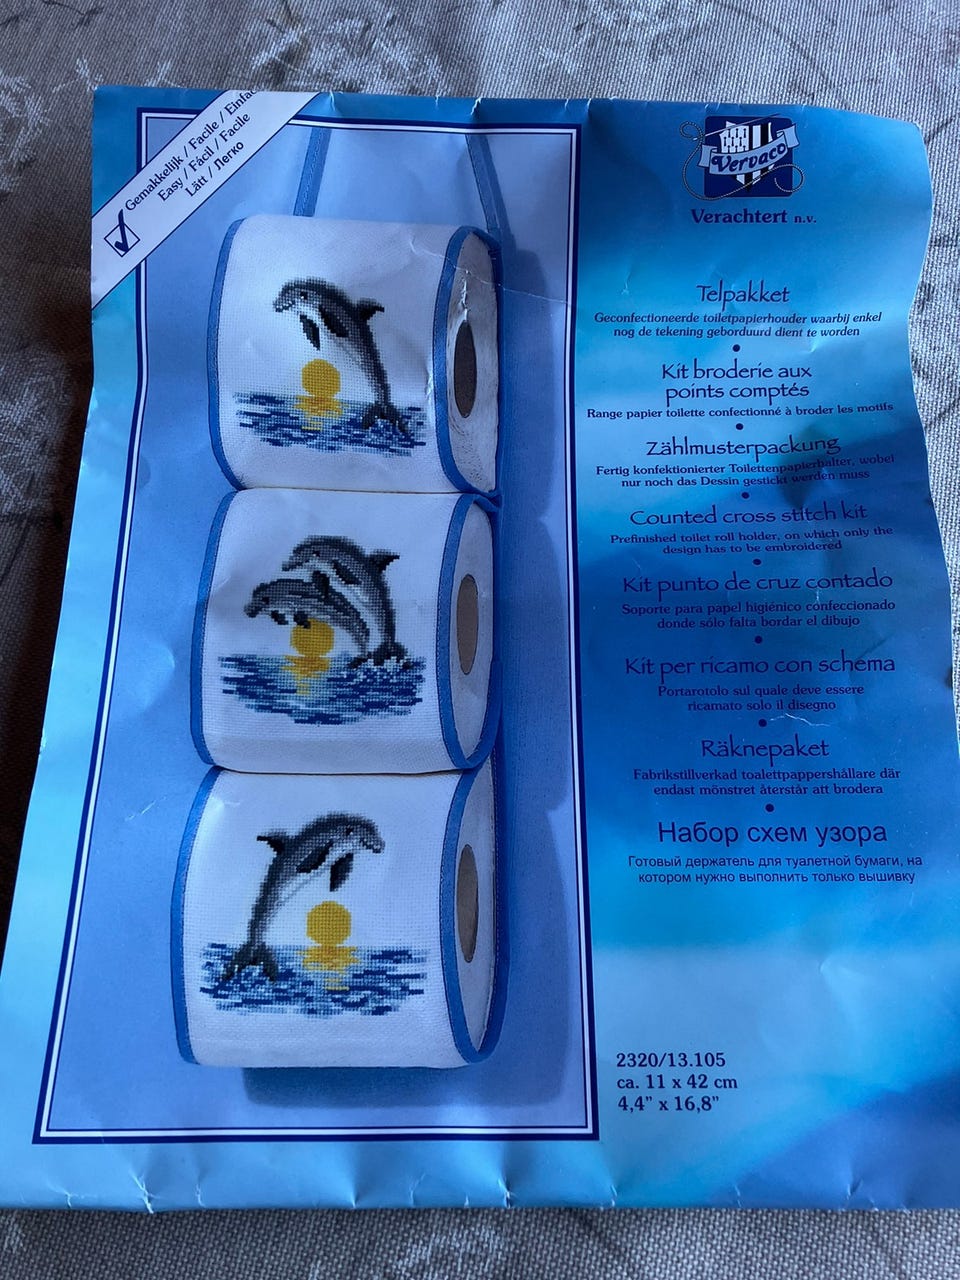 Gemakkelijk / Facile / Einfa
Easy / Fácil / Facile
Lätt / Легко
Vervaco
Verachtert n.v.
Telpakket
Geconfectioneerde toiletpapierhouder waarbij enkel
nog de tekening geborduurd dient te worden
Kit broderie aux
points comptés
Range papier toilette confectionné à broder les motifs
Zählmusterpackung
Fertig konfektionierter Toilettenpapierhalter, wobei
nur noch das Dessin gestickt werden muss
Counted cross stitch kit
Prefinished toilet roll holder, on which only the
design has to be embroidered
Kit punto de cruz contado
Soporte para papel higiénico confeccionado
donde sólo falta bordar el dibujo
Kit per ricamo con schema
Portarotolo sul quale deve essere
ricamato solo il disegno
Räknepaket
Fabrikstillverkad toalettpappershållare där
endast mönstret återstår att brodera
Набор схем узора
Готовый держатель для туалетной бумаги, на
котором нужно выполнить только вышивку
2320/13.105
ca. 11 x 42 cm
4,4” x 16,8”